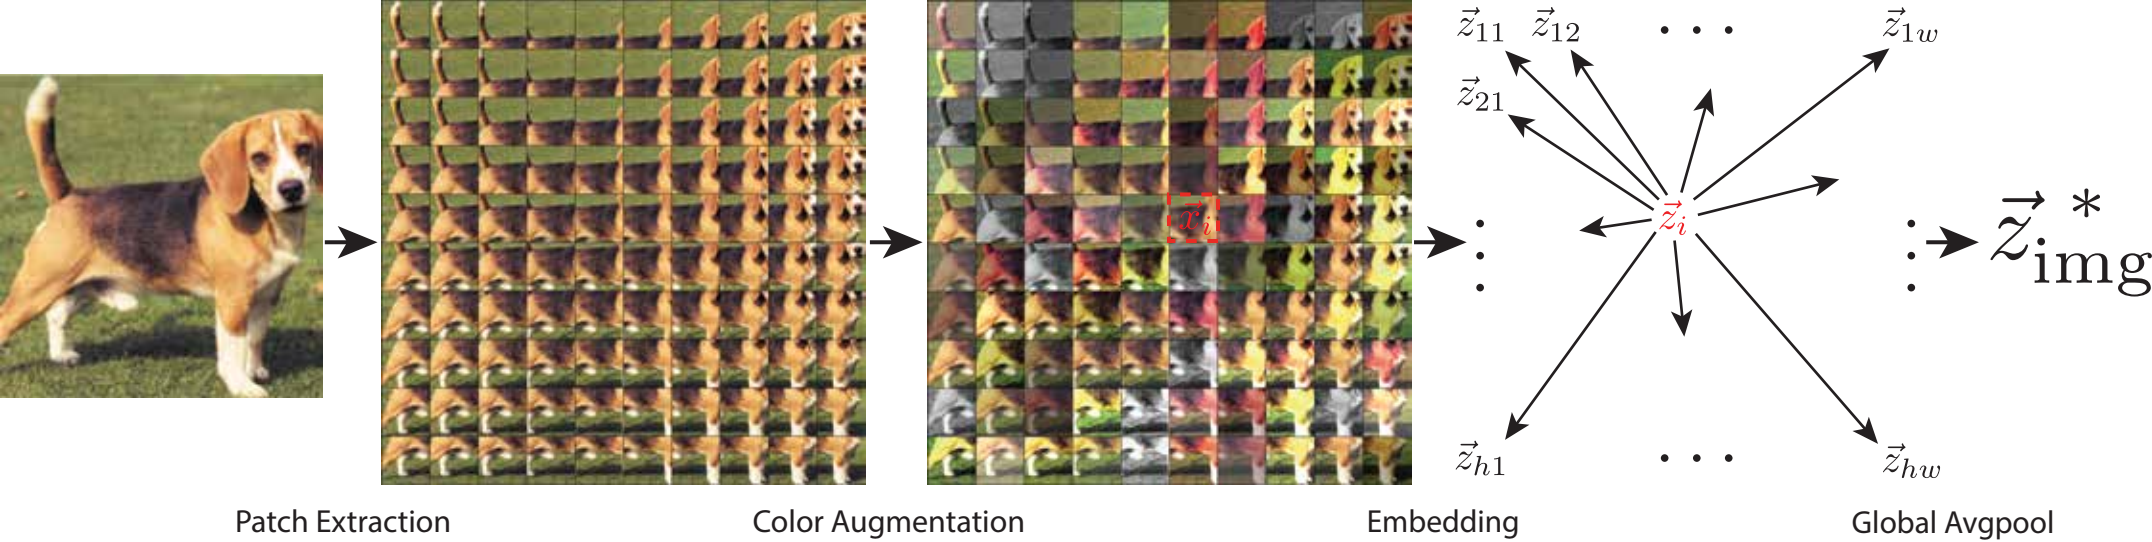 z⃗₁₁ z⃗₁₂ . . . z⃗₁w
z⃗₂₁
x⃗ᵢ z⃗ᵢ z⃗*img
z⃗h1 . . . z⃗hw
Patch Extraction Color Augmentation Embedding Global Avgpool